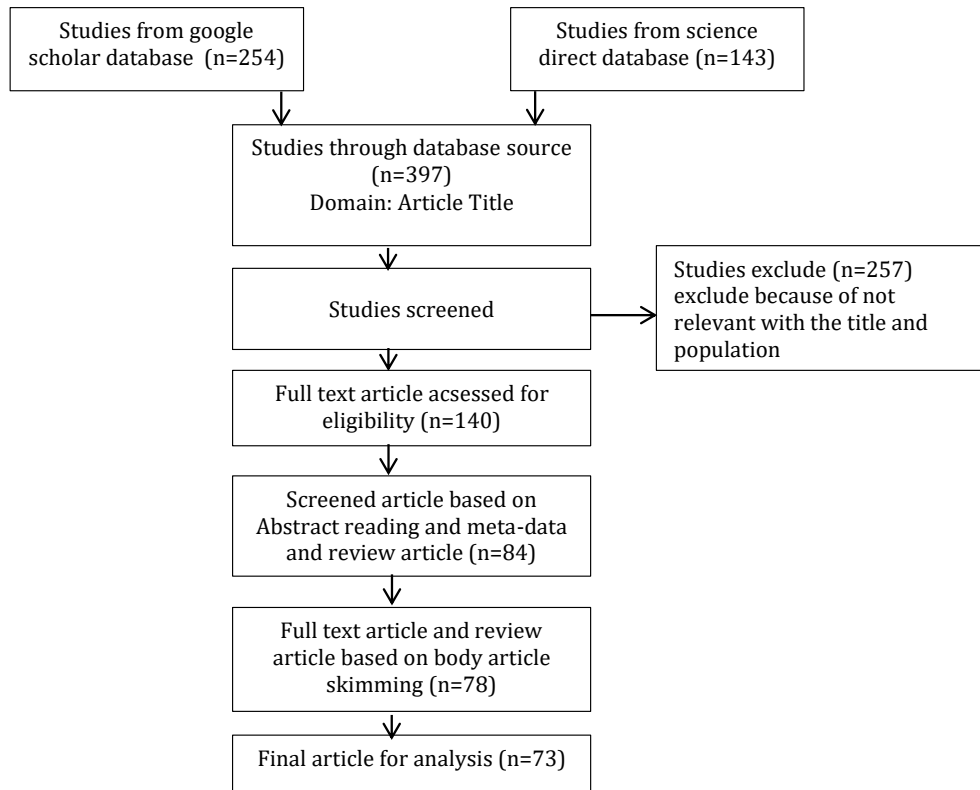 Studies from google
scholar database (n=254)
Studies from science
direct database (n=143)
Studies through database source
(n=397)
Domain: Article Title
Studies screened
Studies exclude (n=257)
exclude because of not
relevant with the title and
population
Full text article acsessed for
eligibility (n=140)
Screened article based on
Abstract reading and meta-data
and review article (n=84)
Full text article and review
article based on body article
skimming (n=78)
Final article for analysis (n=73)